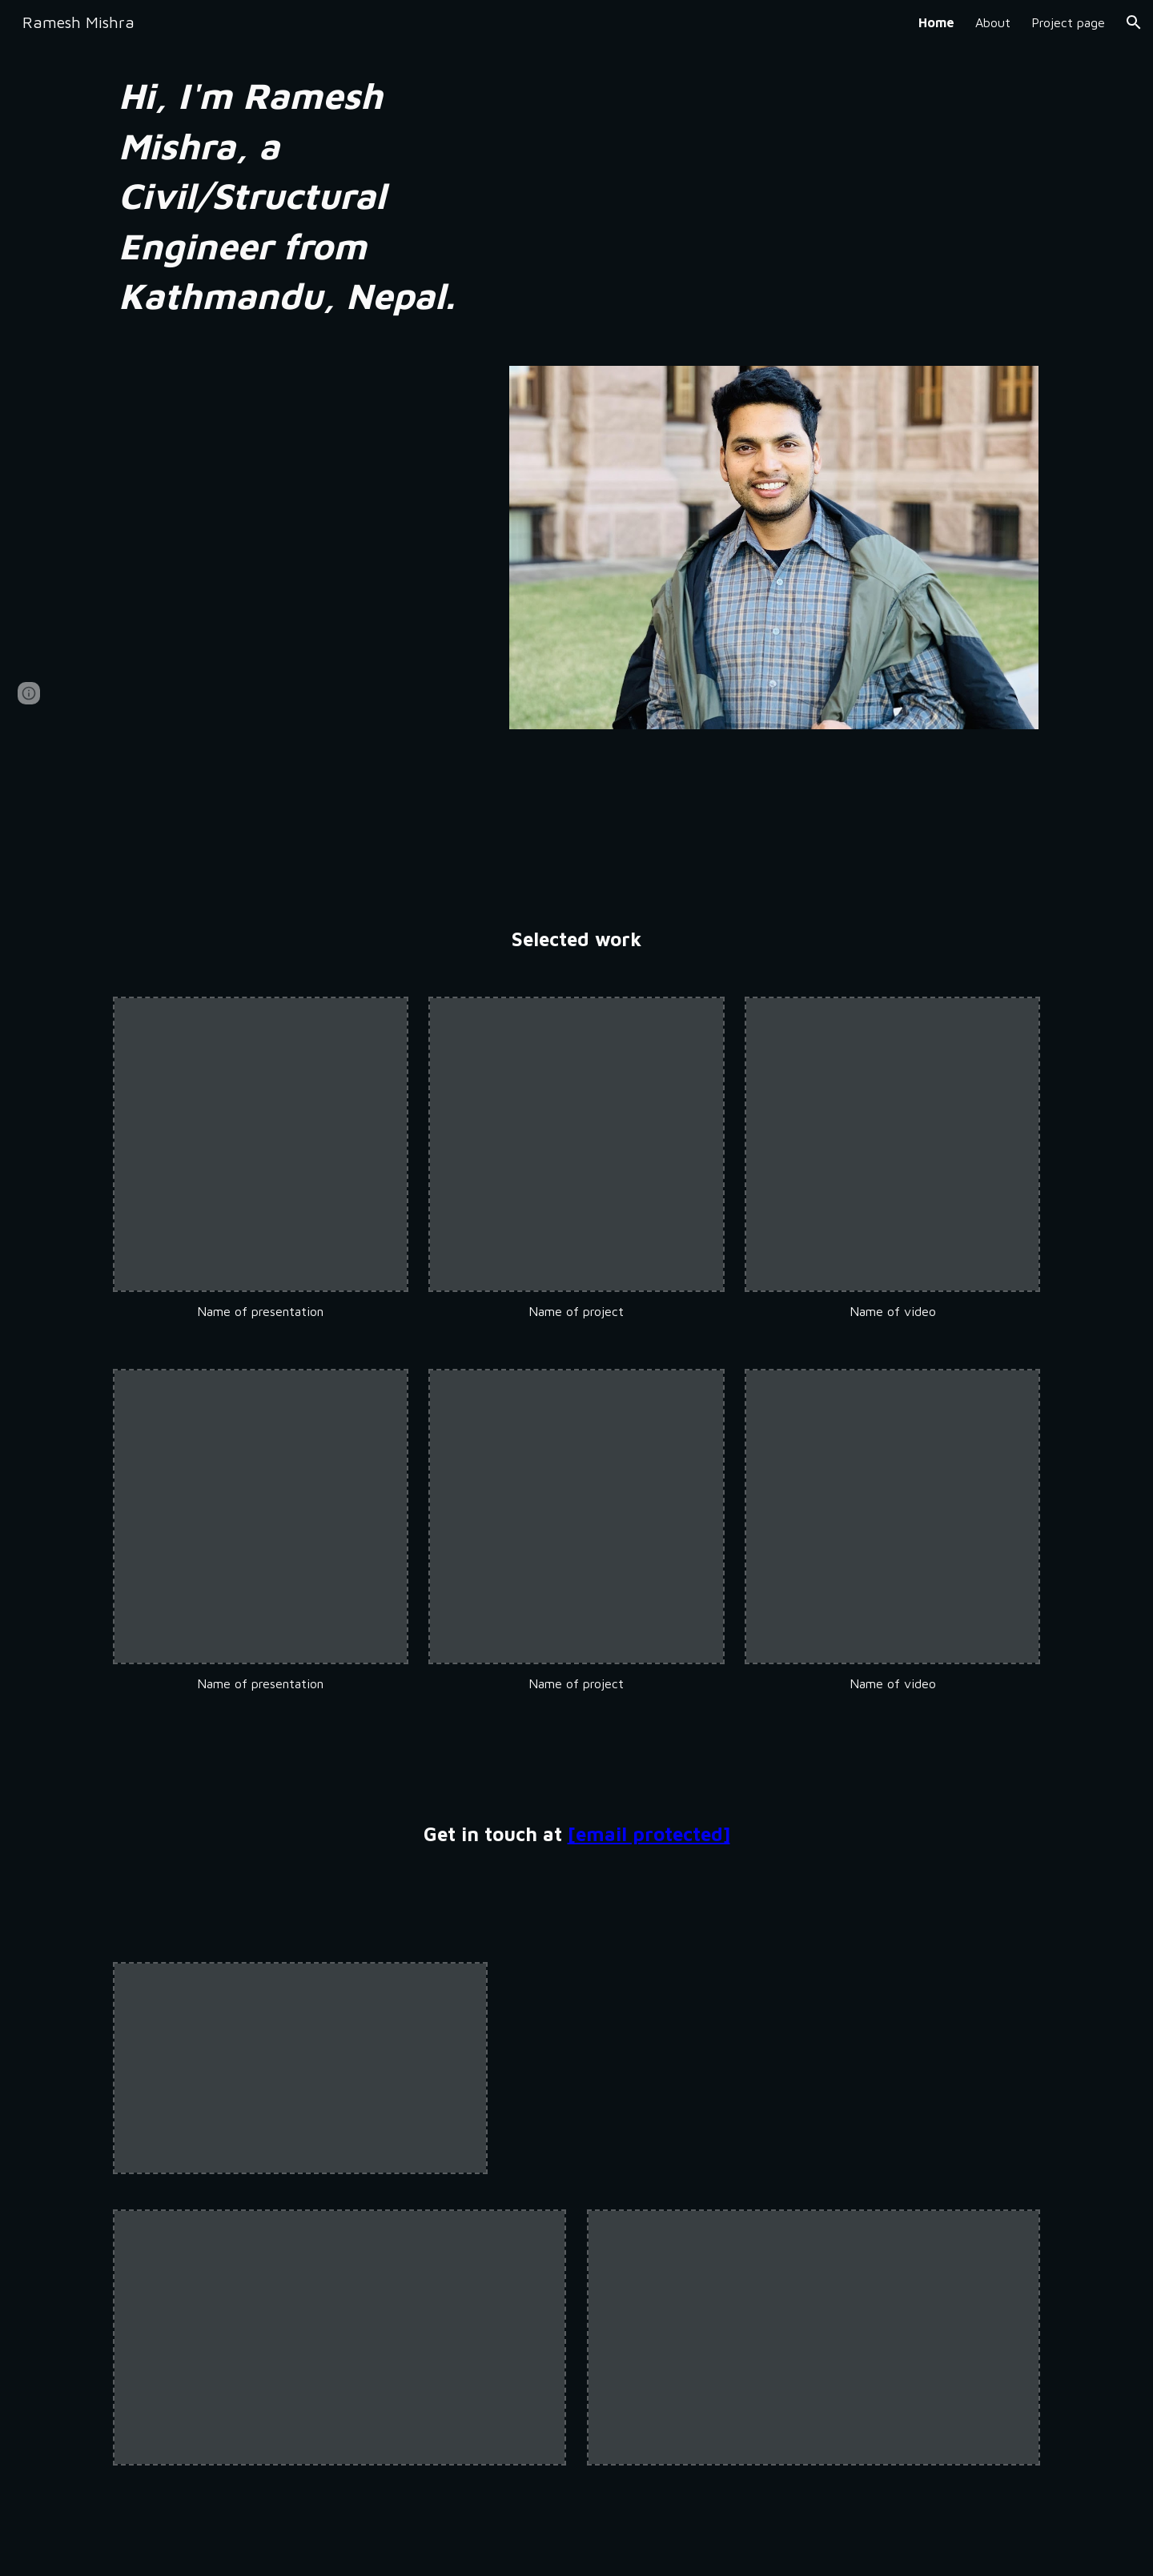 Ramesh Mishra
Home About Project page
Hi, I'm Ramesh
Mishra, a
Civil/Structural
Engineer from
Kathmandu, Nepal.
Selected work
Name of presentation Name of project Name of video
Name of presentation Name of project Name of video
Get in touch at [email protected]